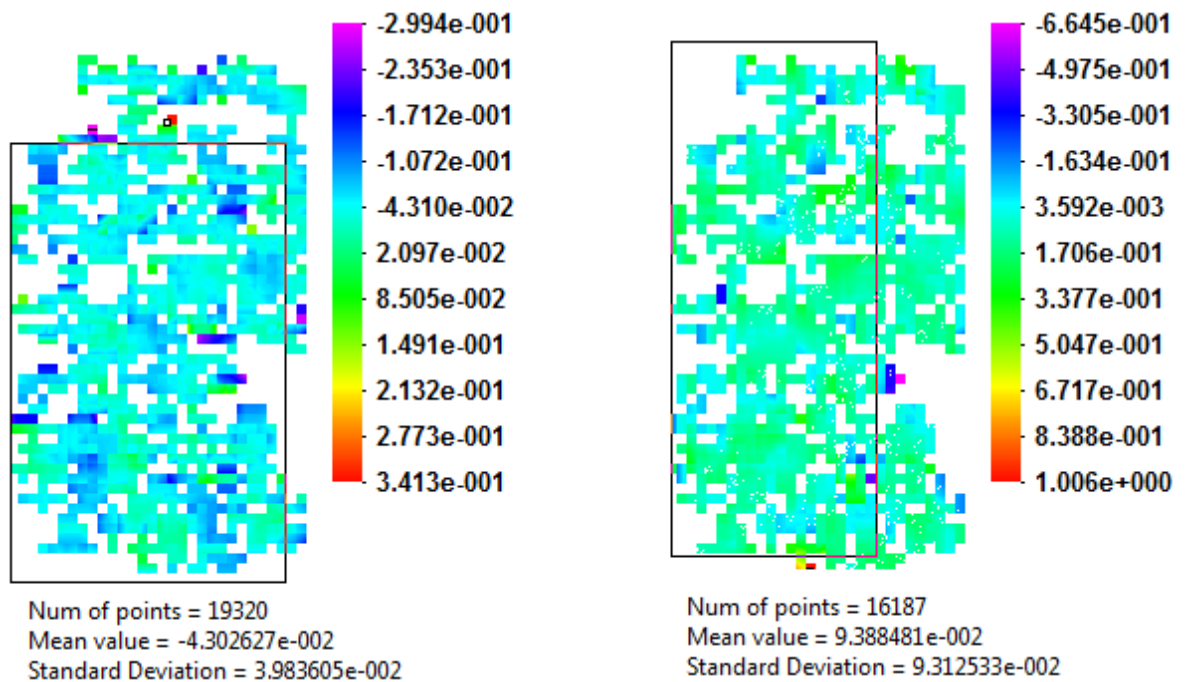 -2.994e-001
-2.353e-001
-1.712e-001
-1.072e-001
-4.310e-002
2.097e-002
8.505e-002
1.491e-001
2.132e-001
2.773e-001
3.413e-001
Num of points = 19320
Mean value = -4.302627e-002
Standard Deviation = 3.983605e-002
-6.645e-001
-4.975e-001
-3.305e-001
-1.634e-001
3.592e-003
1.706e-001
3.377e-001
5.047e-001
6.717e-001
8.388e-001
1.006e+000
Num of points = 16187
Mean value = 9.388481e-002
Standard Deviation = 9.312533e-002